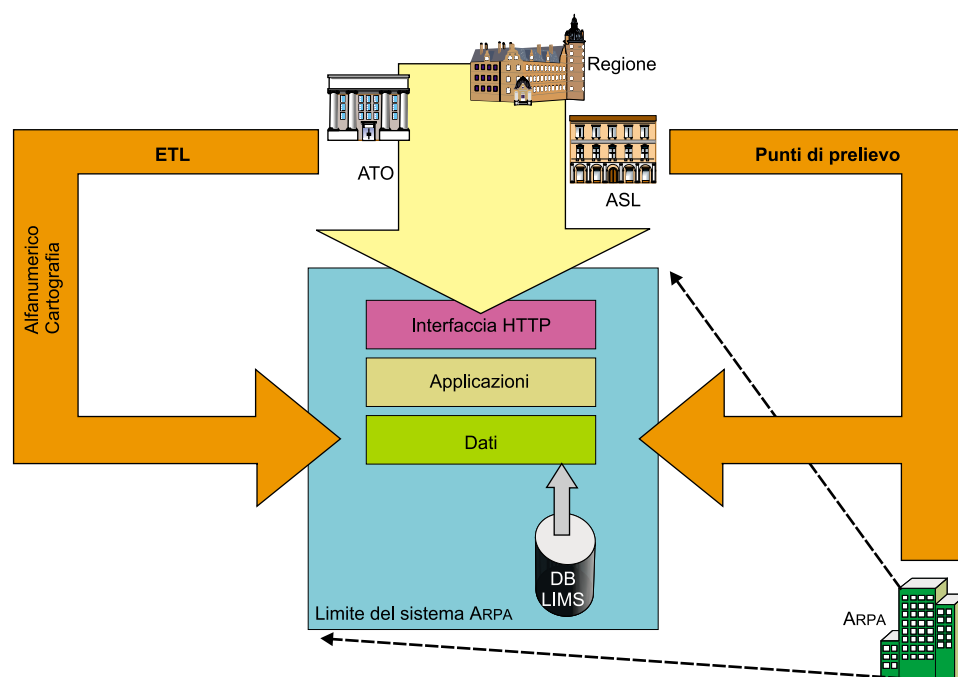 Regione
ETL
ATO
ASL
Punti di prelievo
Alfanumerico
Cartografia
Interfaccia HTTP
Applicazioni
Dati
DB
LIMS
Limite del sistema ARPA
ARPA